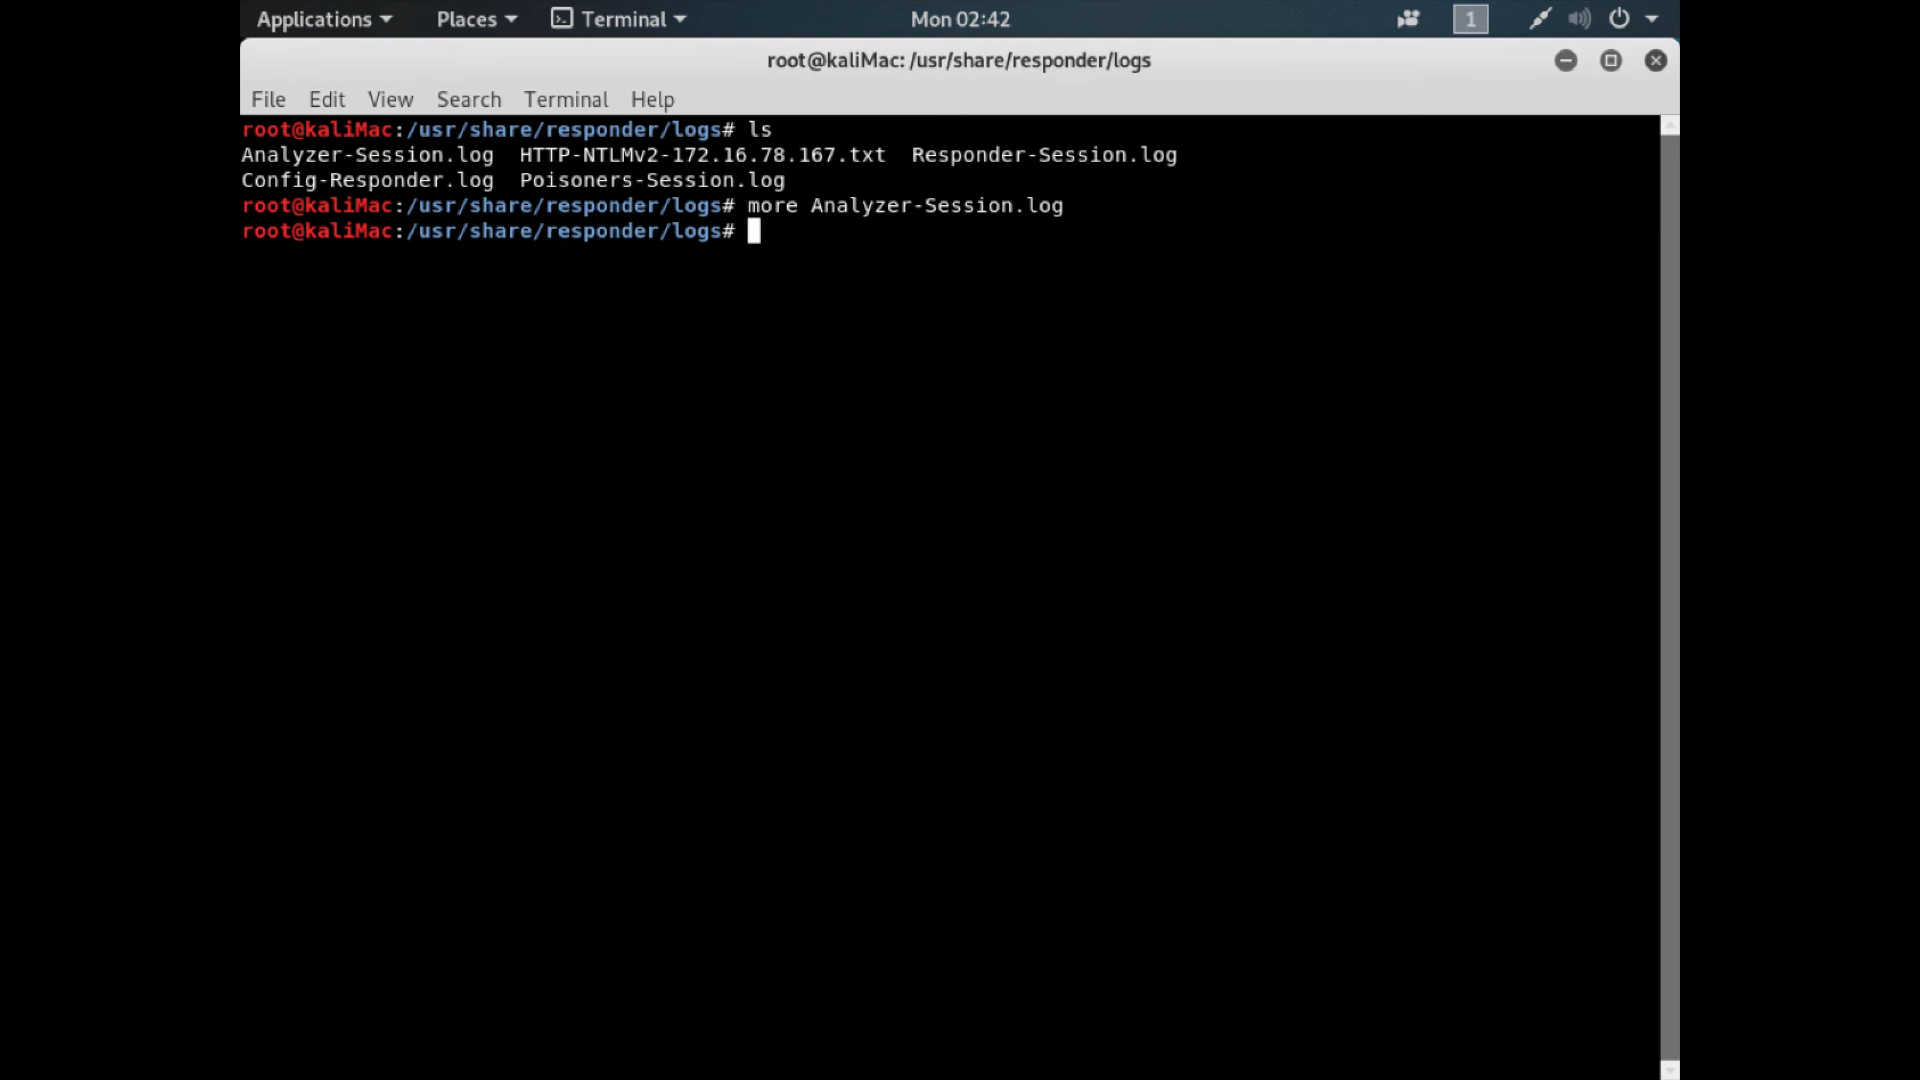 Applications Places Terminal Mon 02:42 1
root@kaliMac: /usr/share/responder/logs
File Edit View Search Terminal Help
root@kaliMac:/usr/share/responder/logs# ls
Analyzer-Session.log HTTP-NTLMv2-172.16.78.167.txt Responder-Session.log
Config-Responder.log Poisoners-Session.log
root@kaliMac:/usr/share/responder/logs# more Analyzer-Session.log
root@kaliMac:/usr/share/responder/logs#